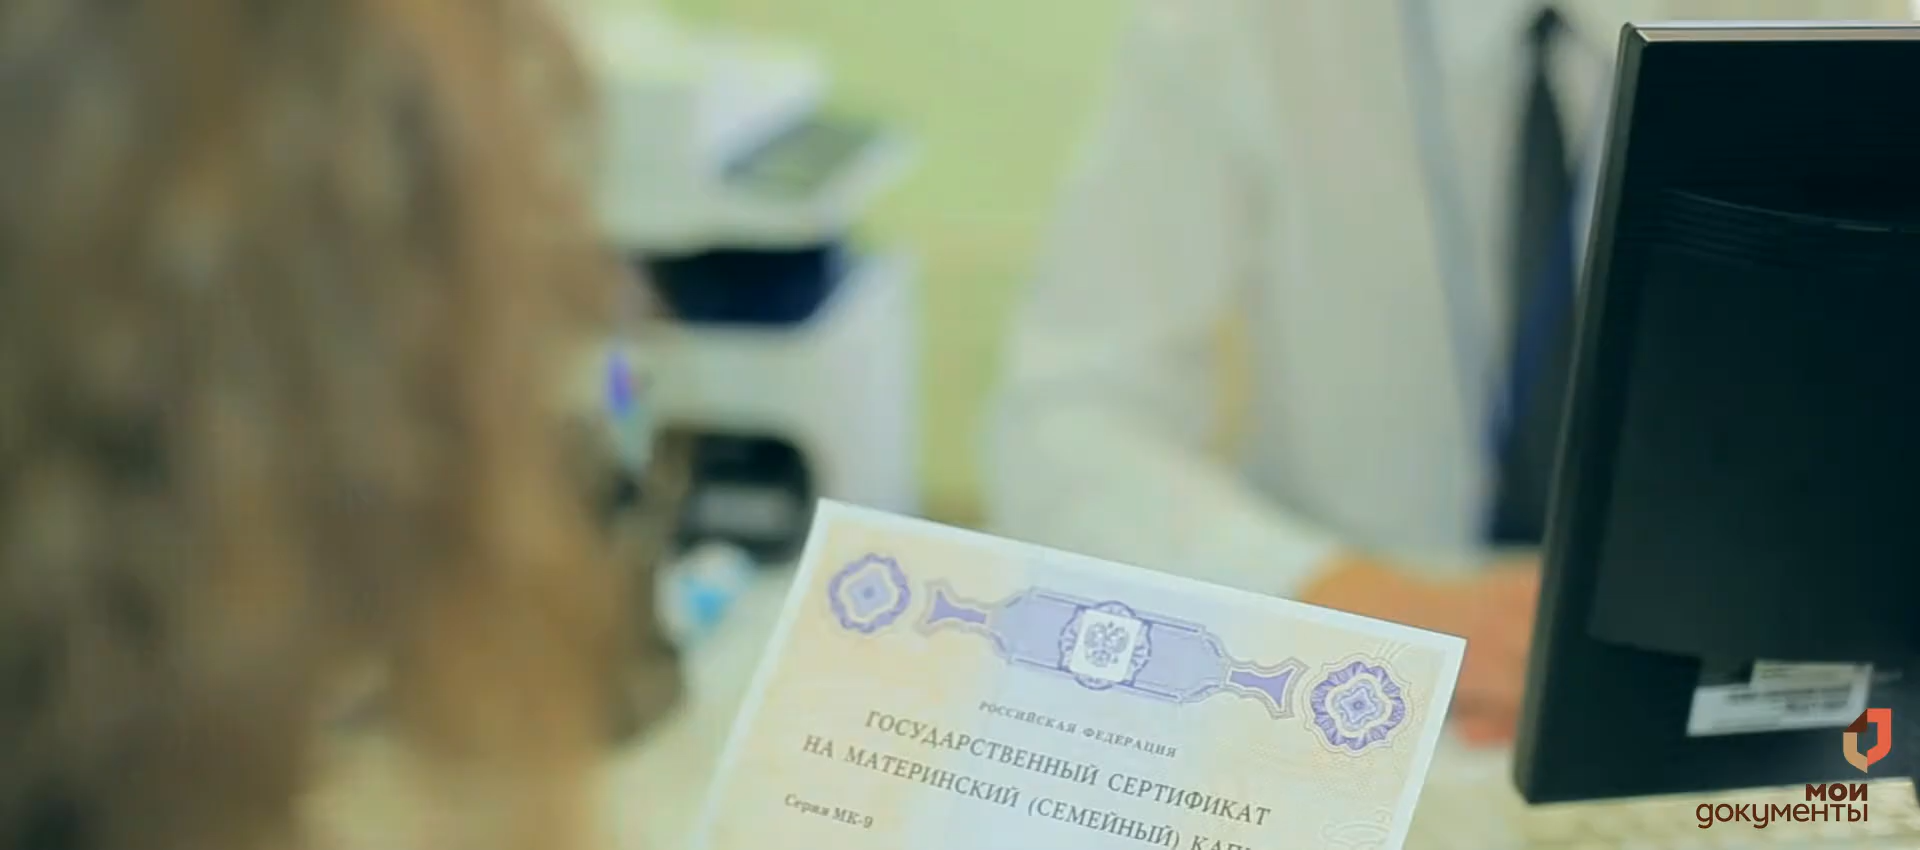 РОССИЙСКАЯ ФЕДЕРАЦИЯ
ГОСУДАРСТВЕННЫЙ СЕРТИФИКАТ
НА МАТЕРИНСКИЙ (СЕМЕЙНЫЙ)
Серия МК-9
мои
документы